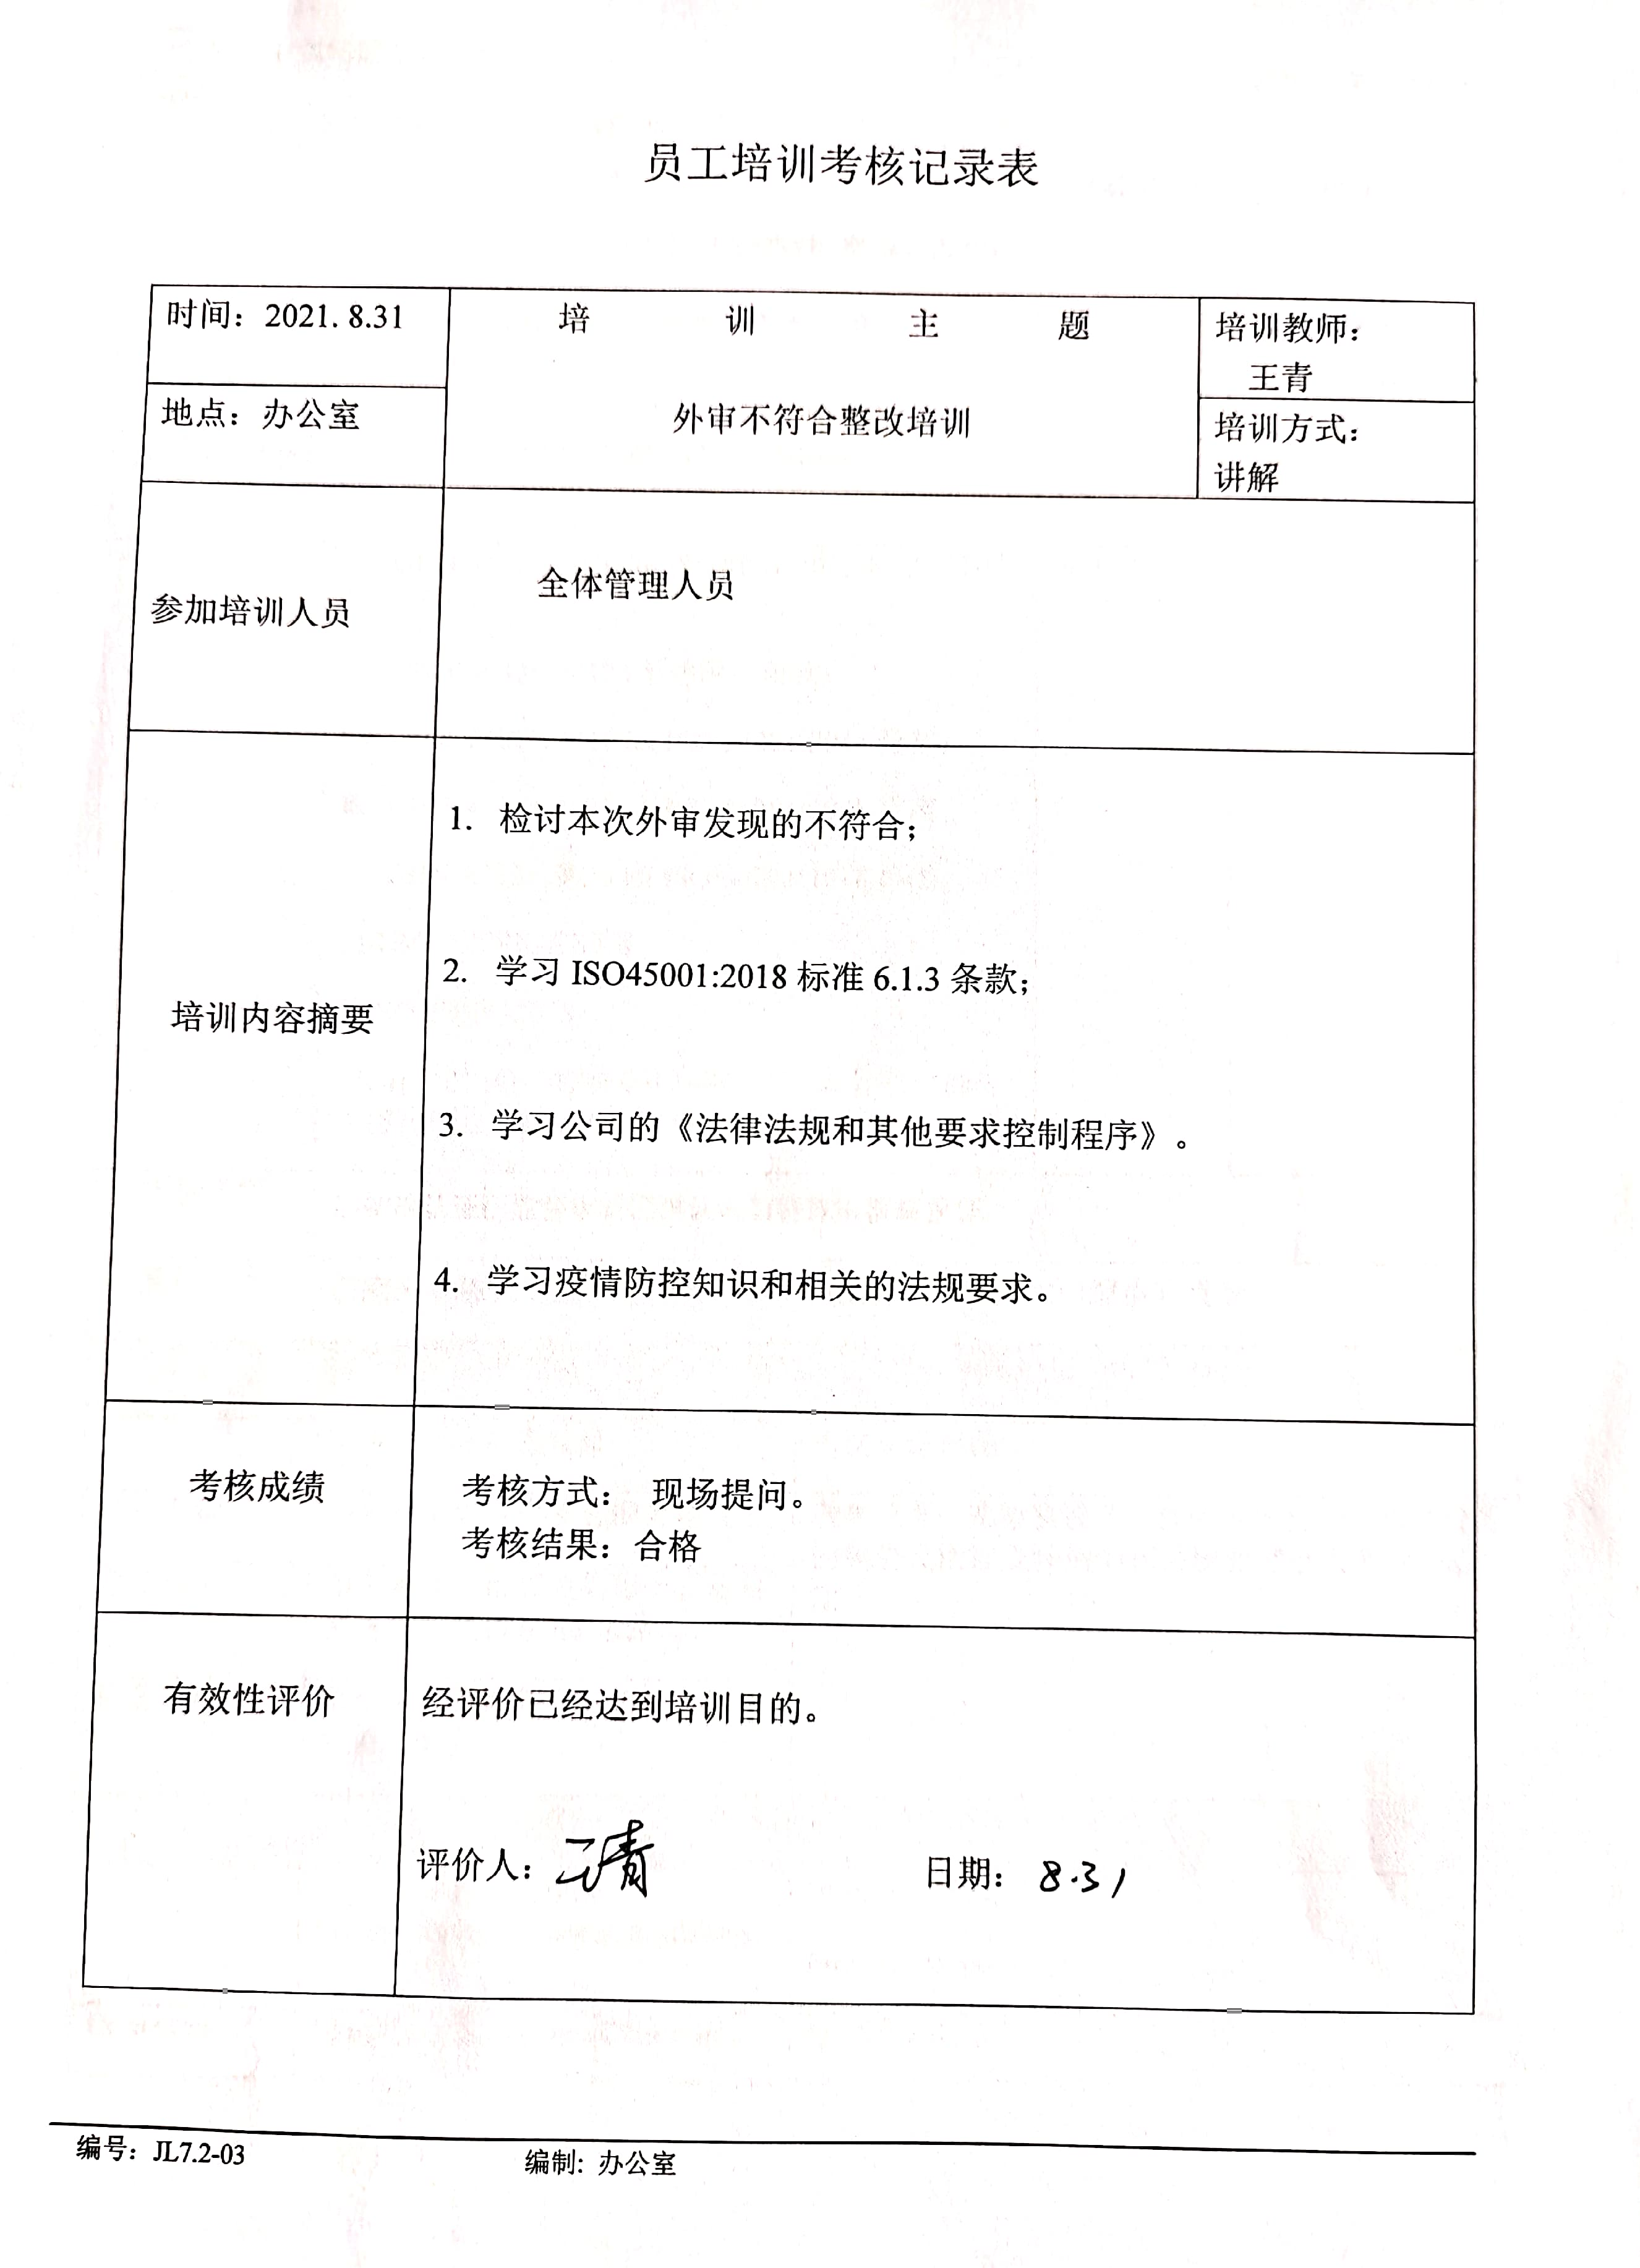 员工培训考核记录表
时间：2021. 8.31
培 训 主 题
培训教师：
王青
地点：办公室
外审不符合整改培训
培训方式：
讲解
参加培训人员
全体管理人员
培训内容摘要
1. 检讨本次外审发现的不符合；
2. 学习 ISO45001:2018 标准 6.1.3 条款；
3. 学习公司的《法律法规和其他要求控制程序》。
4. 学习疫情防控知识和相关的法规要求。
考核成绩
考核方式： 现场提问。
考核结果：合格
有效性评价
经评价已经达到培训目的。
评价人：王青 日期：8.31
编号：JL7.2-03 编制：办公室